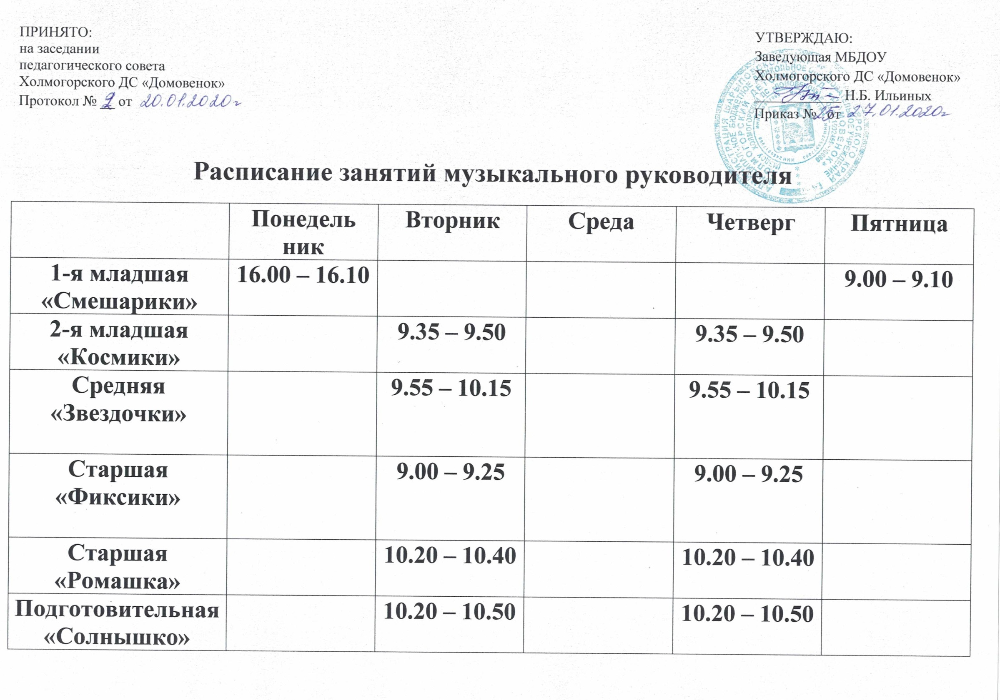 ПРИНЯТО:
на заседании
педагогического совета
Холмогорского ДС «Домовенок»
Протокол № 2 от 20.01.2020г
УТВЕРЖДАЮ:
Заведующая МБДОУ
Холмогорского ДС «Домовенок»
Н.Б. Ильиных
Приказ № 25 от 27.01.2020г
Расписание занятий музыкального руководителя
Понедель
ник
Вторник
Среда
Четверг
Пятница
1-я младшая
«Смешарики»
16.00 – 16.10
9.00 – 9.10
2-я младшая
«Космики»
9.35 – 9.50
9.35 – 9.50
Средняя
«Звездочки»
9.55 – 10.15
9.55 – 10.15
Старшая
«Фиксики»
9.00 – 9.25
9.00 – 9.25
Старшая
«Ромашка»
10.20 – 10.40
10.20 – 10.40
Подготовительная
«Солнышко»
10.20 – 10.50
10.20 – 10.50